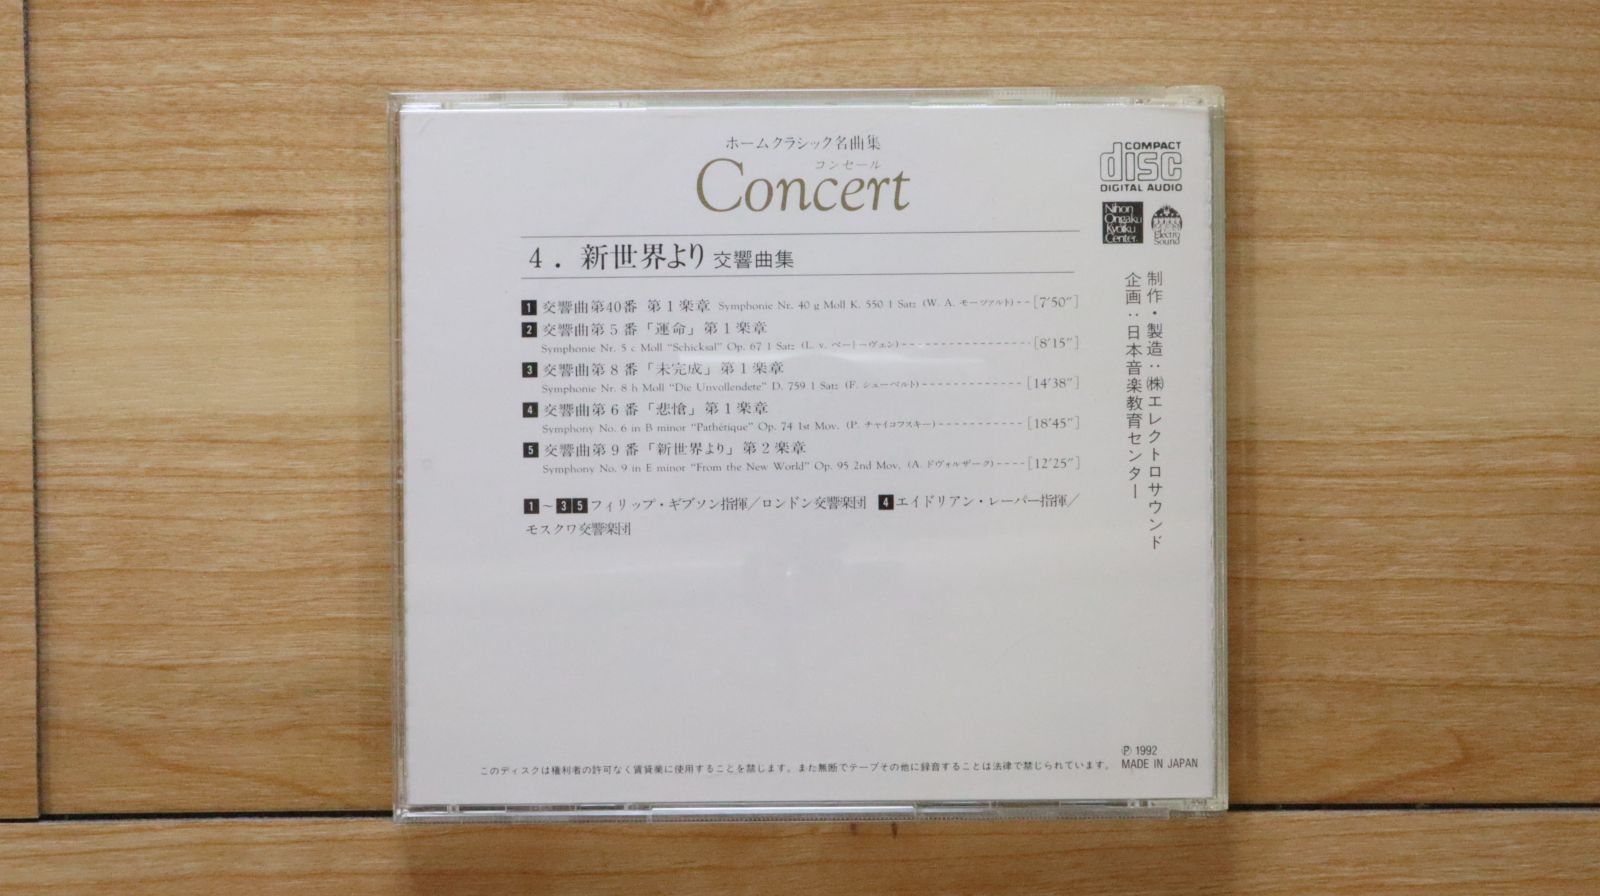 ホームクラシック名曲集
コンセール
Concert
COMPACT
disc
DIGITAL AUDIO
Nihon
Ongaku
Kyōiku
Center.
Electro
Sound
4．新世界より 交響曲集
1 交響曲第40番 第1楽章 Symphonie Nr. 40 g Moll K. 550 1 Satz (W. A. モーツァルト)--[7′50″]
2 交響曲第5番「運命」第1楽章
Symphonie Nr. 5 c Moll “Schicksal” Op. 67 1 Satz (L. v. ベートーヴェン)---[8′15″]
3 交響曲第8番「未完成」第1楽章
Symphonie Nr. 8 h Moll “Die Unvollendete” D. 759 1 Satz (F. シューベルト)---[14′38″]
4 交響曲第6番「悲愴」第1楽章
Symphony No. 6 in B minor “Pathétique” Op. 74 1st Mov. (P. チャイコフスキー)---[18′45″]
5 交響曲第9番「新世界より」第2楽章
Symphony No. 9 in E minor “From the New World” Op. 95 2nd Mov. (A. ドヴォルザーク)----[12′25″]
1〜3 5 フィリップ・ギブソン指揮／ロンドン交響楽団 4 エイドリアン・レーパー指揮／
モスクワ交響楽団
制作・製造：㈱エレクトロサウンド
企画：日本音楽教育センター
℗ 1992
MADE IN JAPAN
このディスクは権利者の許可なく賃貸業に使用することを禁じます。また無断でテープその他に録音することは法律で禁じられています。